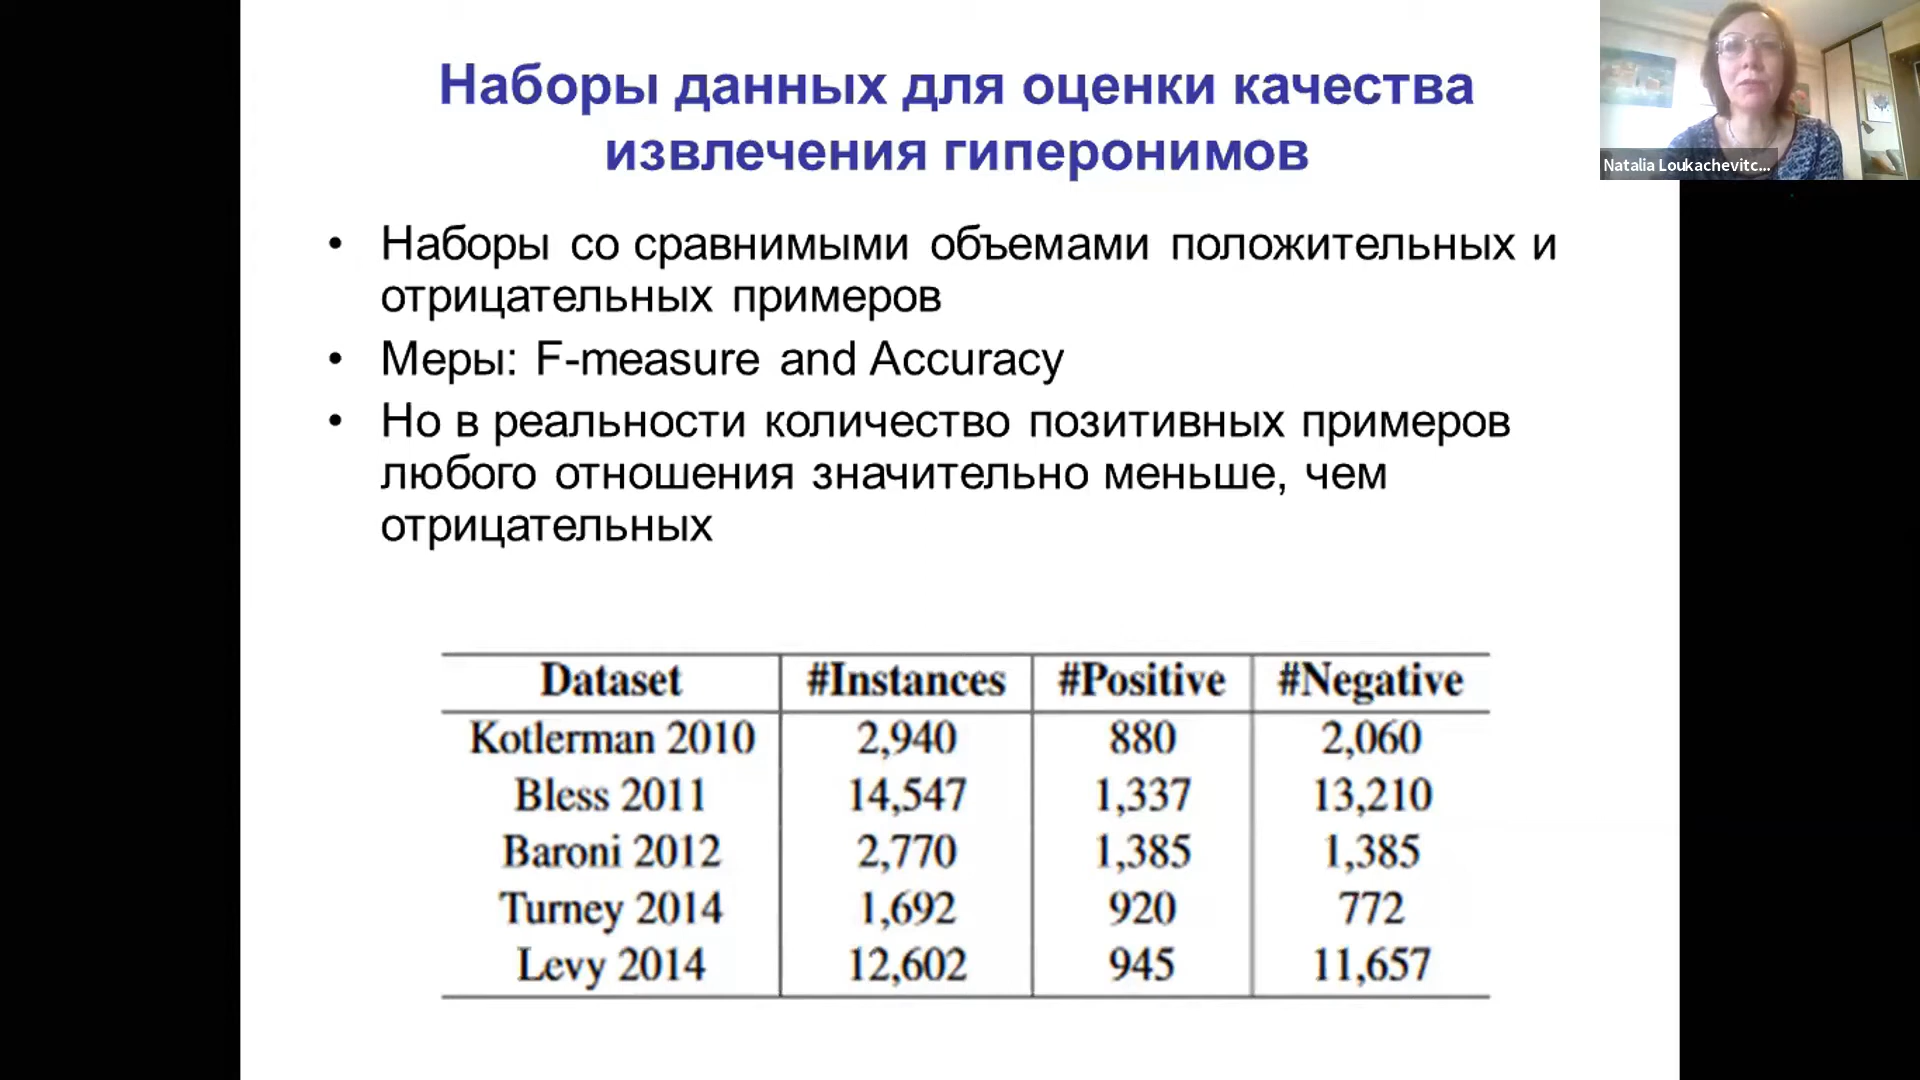 Наборы данных для оценки качества
извлечения гиперонимов
Natalia Loukachevitc...
• Наборы со сравнимыми объемами положительных и
отрицательных примеров
• Меры: F-measure and Accuracy
• Но в реальности количество позитивных примеров
любого отношения значительно меньше, чем
отрицательных
Dataset #Instances #Positive #Negative
Kotlerman 2010 2,940 880 2,060
Bless 2011 14,547 1,337 13,210
Baroni 2012 2,770 1,385 1,385
Turney 2014 1,692 920 772
Levy 2014 12,602 945 11,657